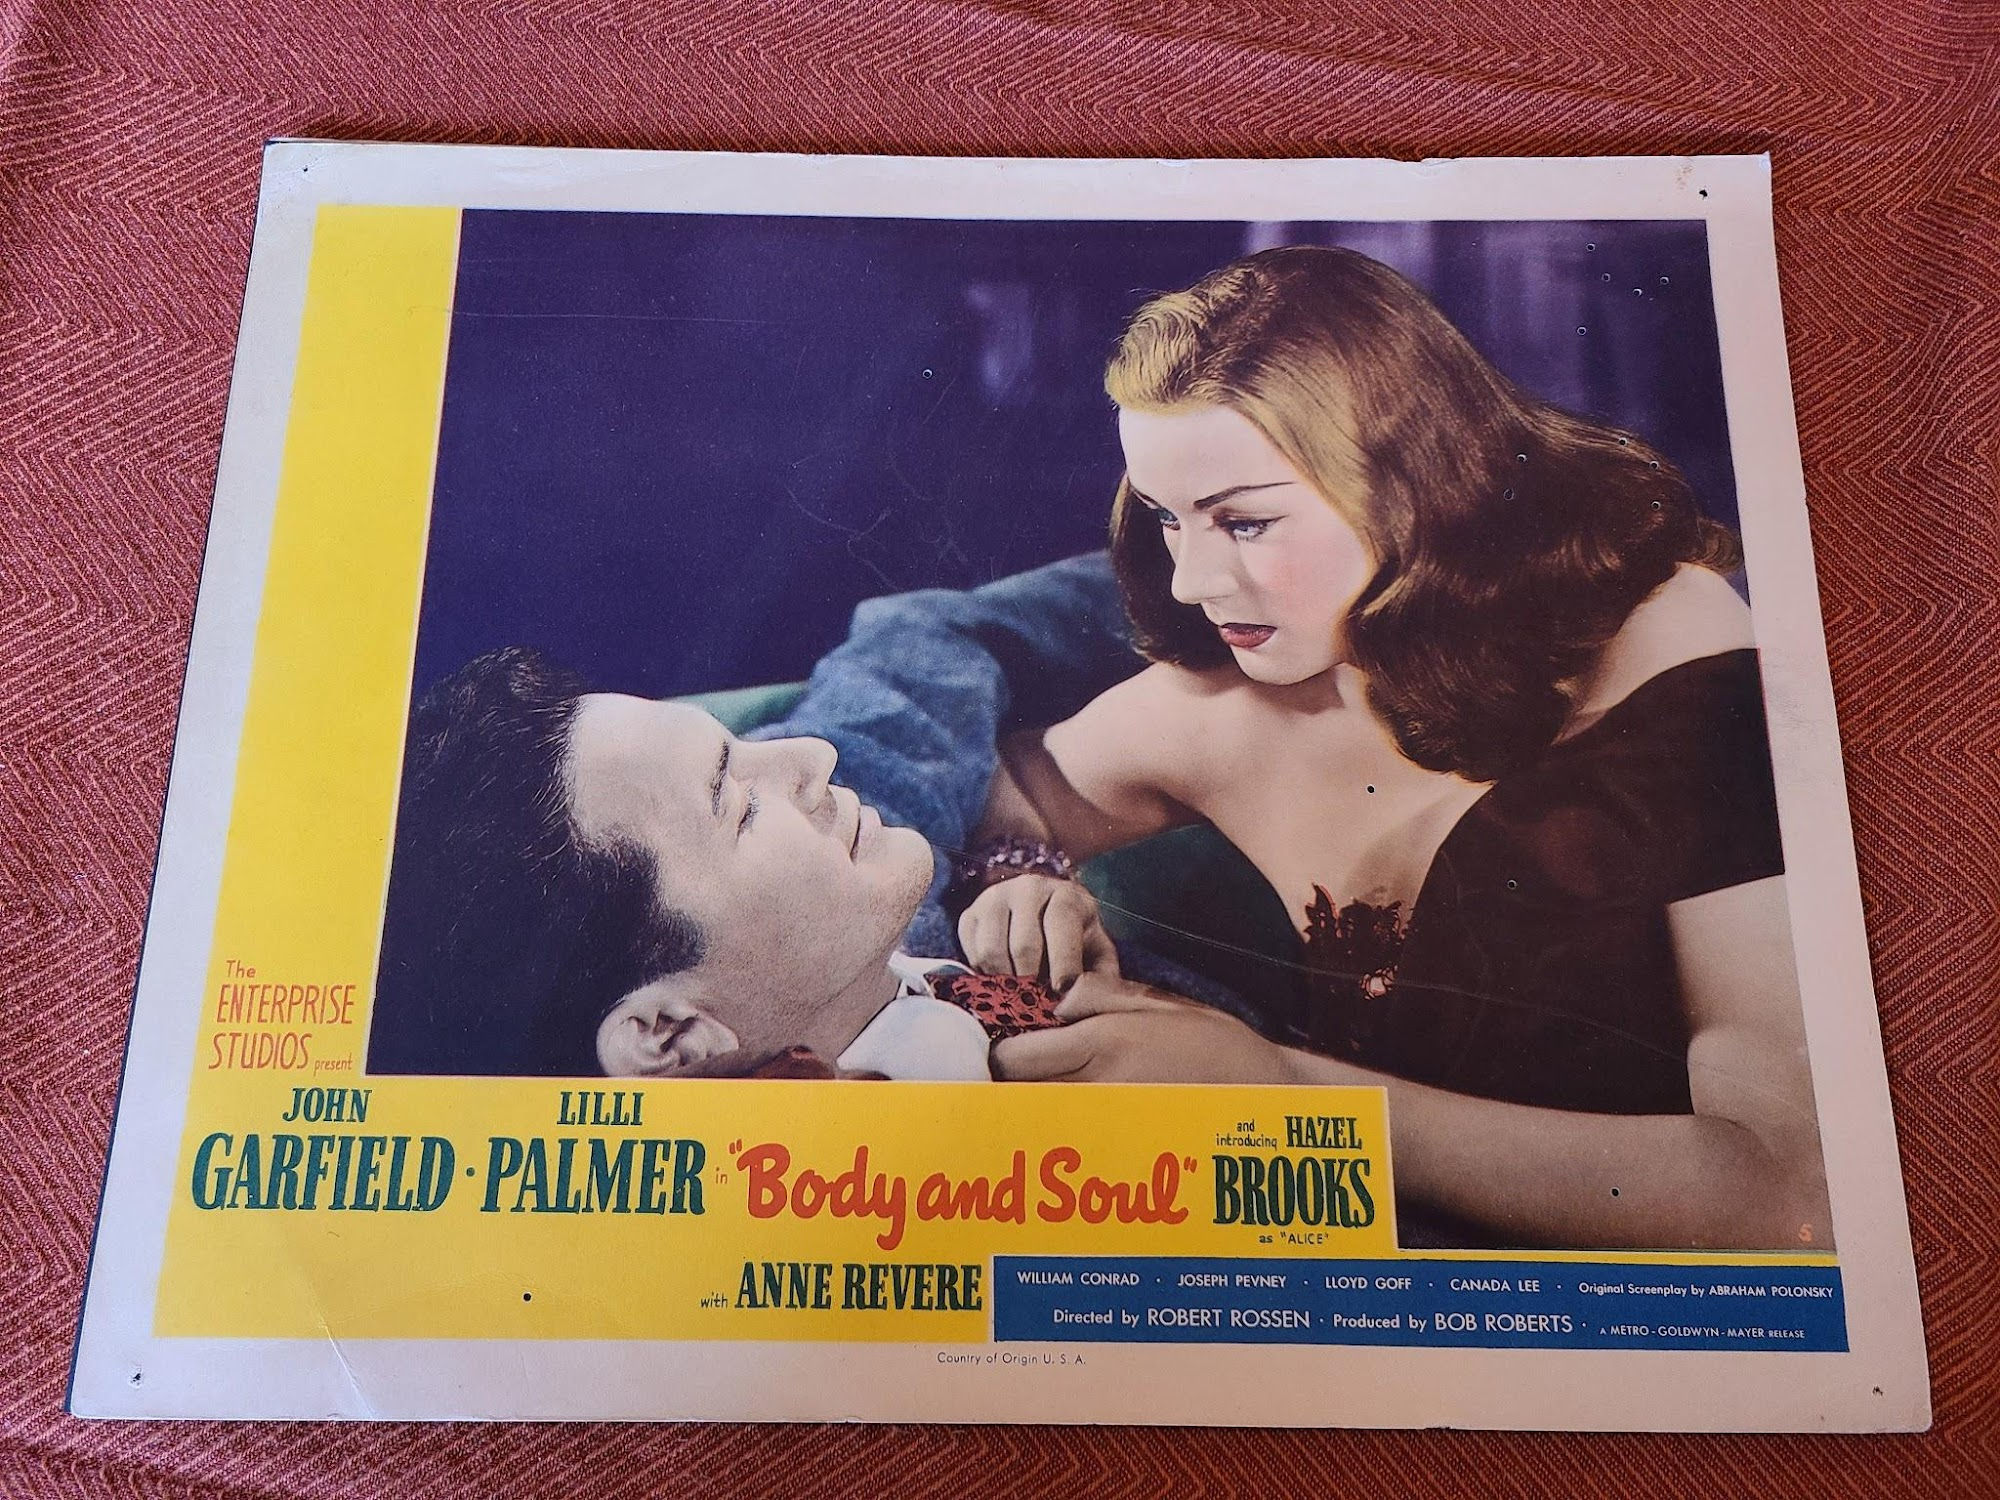 The
ENTERPRISE
STUDIOS present
JOHN GARFIELD · LILLI PALMER in "Body and Soul" and introducing HAZEL BROOKS
as "ALICE"
with ANNE REVERE
WILLIAM CONRAD · JOSEPH PEVNEY · LLOYD GOFF · CANADA LEE · Original Screenplay by ABRAHAM POLONSKY
Directed by ROBERT ROSSEN · Produced by BOB ROBERTS · A METRO-GOLDWYN-MAYER RELEASE
5
Country of Origin U. S. A.